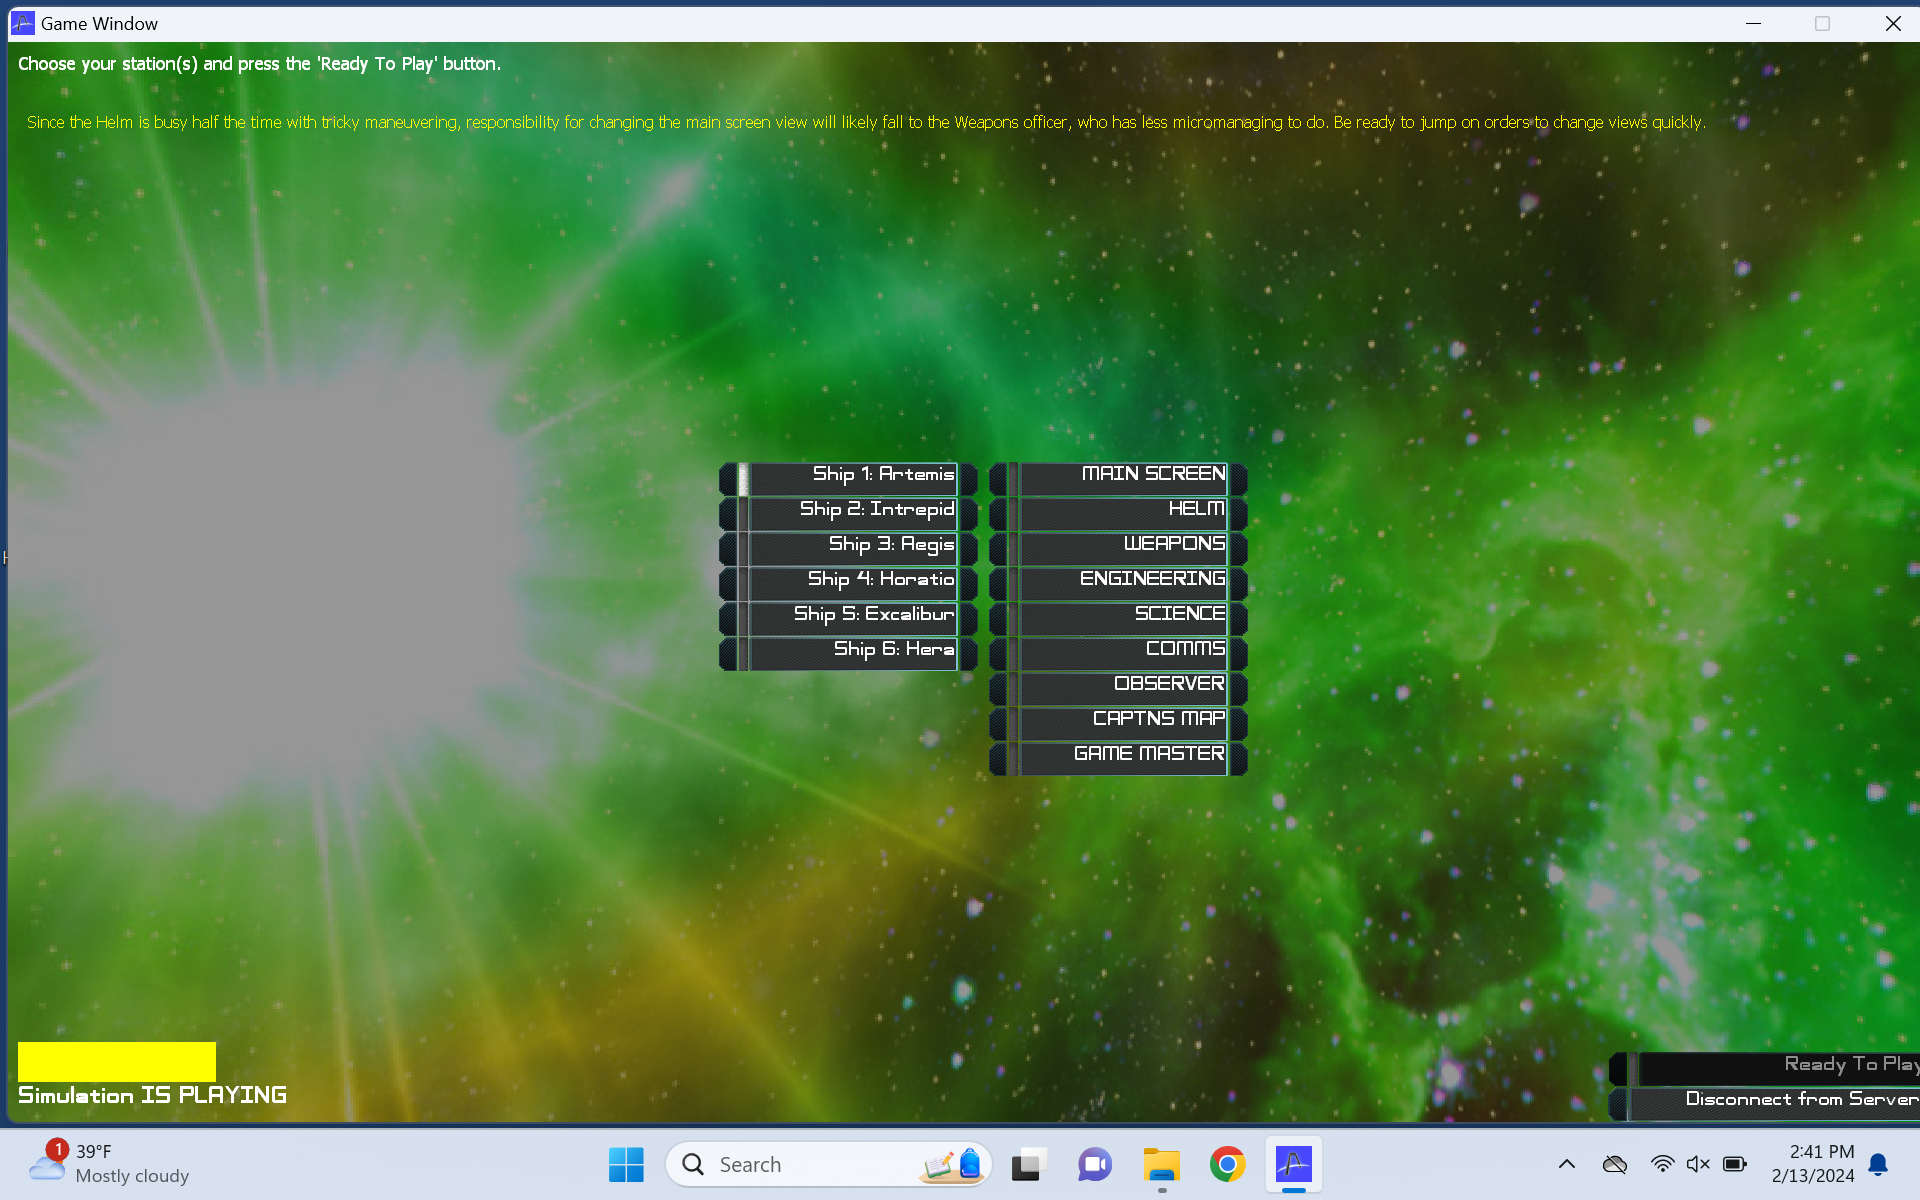 Game Window
Choose your station(s) and press the 'Ready To Play' button.
Since the Helm is busy half the time with tricky maneuvering, responsibility for changing the main screen view will likely fall to the Weapons officer, who has less micromanaging to do. Be ready to jump on orders to change views quickly.
Ship 1: Artemis
Ship 2: Intrepid
Ship 3: Aegis
Ship 4: Horatio
Ship 5: Excalibur
Ship 6: Hera
MAIN SCREEN
HELM
WEAPONS
ENGINEERING
SCIENCE
COMMS
OBSERVER
CAPTNS MAP
GAME MASTER
Simulation IS PLAYING
Ready To Play
Disconnect from Server
1
39°F
Mostly cloudy
Search
2:41 PM
2/13/2024